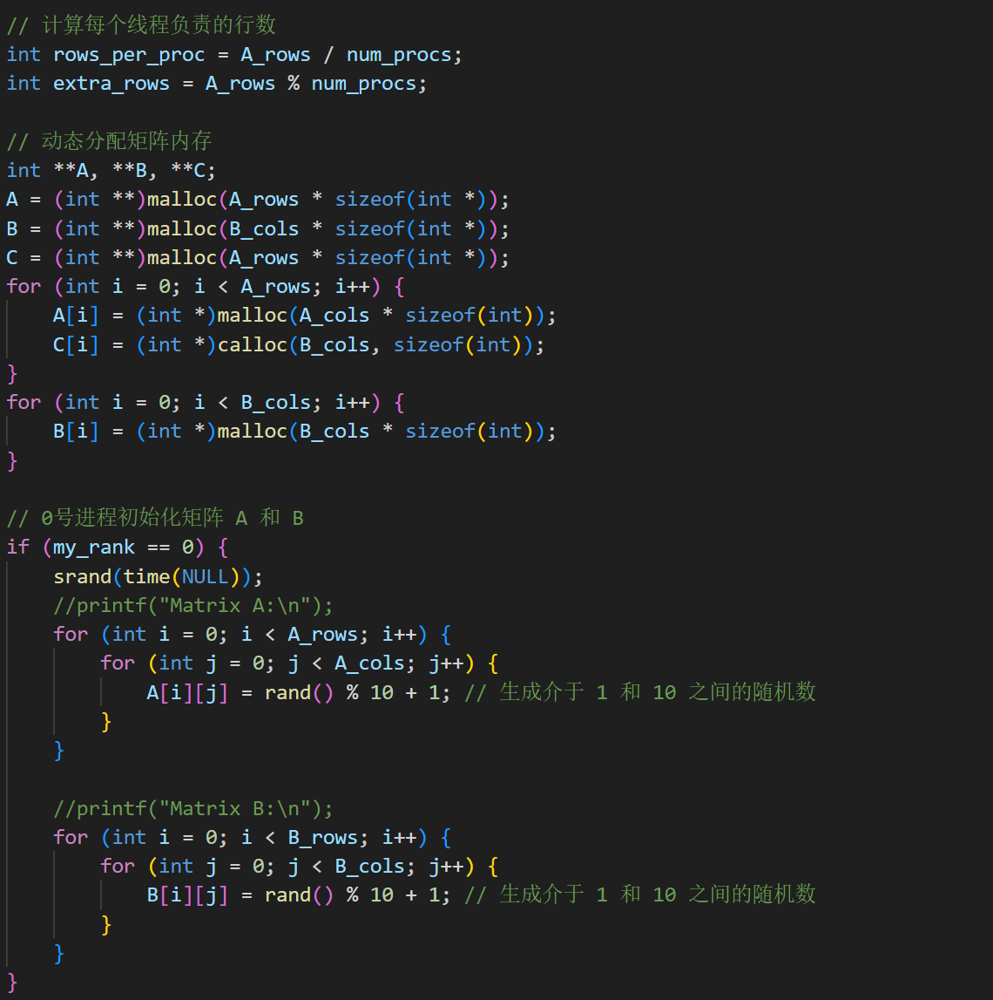 // 计算每个线程负责的行数
int rows_per_proc = A_rows / num_procs;
int extra_rows = A_rows % num_procs;
// 动态分配矩阵内存
int **A, **B, **C;
A = (int **)malloc(A_rows * sizeof(int *));
B = (int **)malloc(B_cols * sizeof(int *));
C = (int **)malloc(A_rows * sizeof(int *));
for (int i = 0; i < A_rows; i++) {
    A[i] = (int *)malloc(A_cols * sizeof(int));
    C[i] = (int *)calloc(B_cols, sizeof(int));
}
for (int i = 0; i < B_cols; i++) {
    B[i] = (int *)malloc(B_cols * sizeof(int));
}
// 0号进程初始化矩阵 A 和 B
if (my_rank == 0) {
    srand(time(NULL));
    //printf("Matrix A:\n");
    for (int i = 0; i < A_rows; i++) {
        for (int j = 0; j < A_cols; j++) {
            A[i][j] = rand() % 10 + 1; // 生成介于 1 和 10 之间的随机数
        }
    }
    //printf("Matrix B:\n");
    for (int i = 0; i < B_rows; i++) {
        for (int j = 0; j < B_cols; j++) {
            B[i][j] = rand() % 10 + 1; // 生成介于 1 和 10 之间的随机数
        }
    }
}